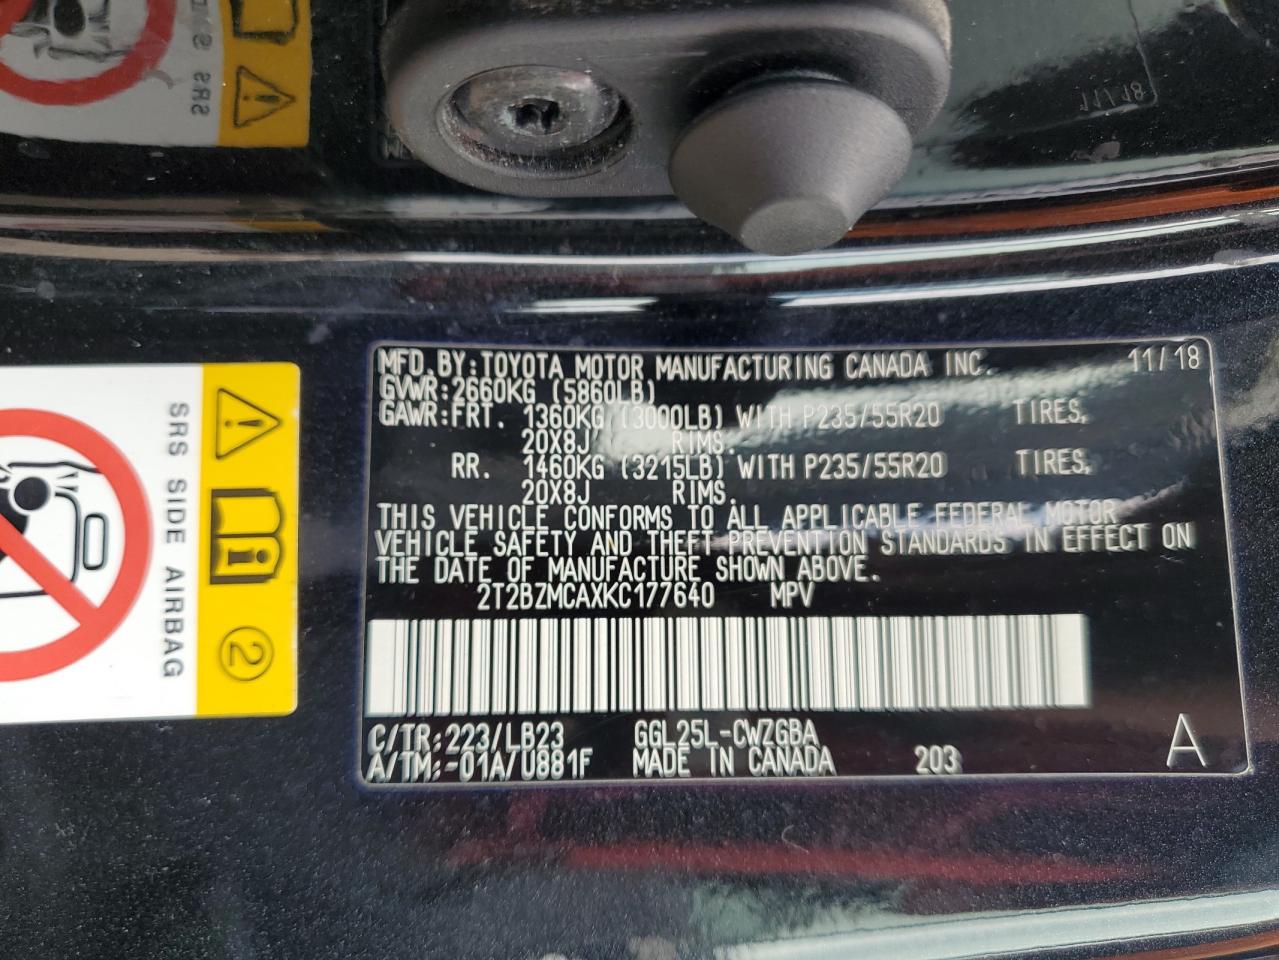 SRS S
11/18
MFD.BY:TOYOTA MOTOR MANUFACTURING CANADA INC. 11/18
GVWR:2660KG (5860LB)
GAWR:FRT. 1360KG (3000LB) WITH P235/55R20 TIRES,
20X8J RIMS.
RR. 1460KG (3215LB) WITH P235/55R20 TIRES,
20X8J RIMS.
THIS VEHICLE CONFORMS TO ALL APPLICABLE FEDERAL MOTOR
VEHICLE SAFETY AND THEFT PREVENTION STANDARDS IN EFFECT ON
THE DATE OF MANUFACTURE SHOWN ABOVE.
2T2BZMCAXKC177640 MPV
C/TR:223/LB23 GGL25L-CWZGBA
A/TM:-01A/U881F MADE IN CANADA 203 A
SRS SIDE AIRBAG
2